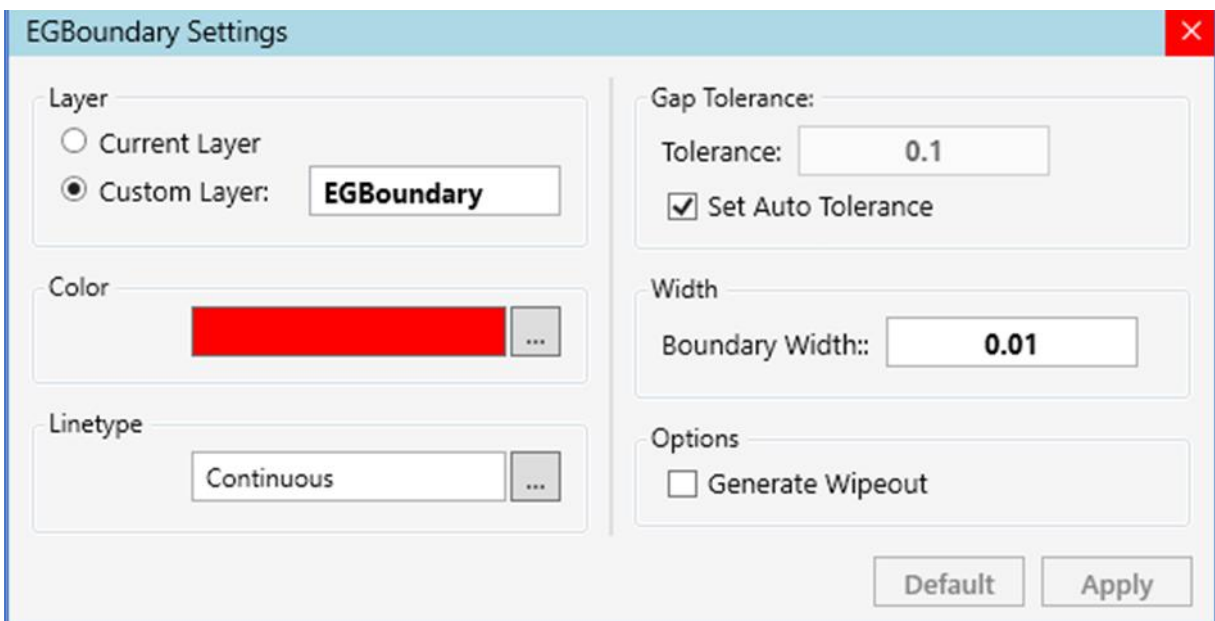 EGBoundary Settings
Layer
Current Layer
Custom Layer: EGBoundary
Color
...
Linetype
Continuous ...
Gap Tolerance:
Tolerance: 0.1
Set Auto Tolerance
Width
Boundary Width:: 0.01
Options
Generate Wipeout
Default Apply